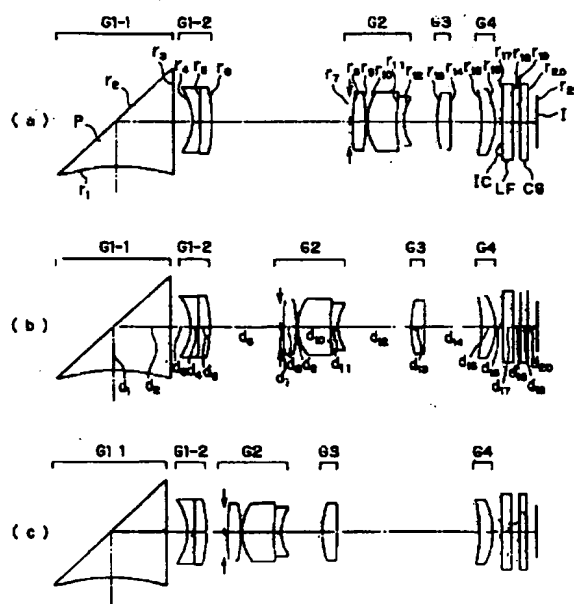 G1-1 G1-2 G2 G3 G4
r1 r2 r3 r4 r5 r6 r7 r8 r9 r10 r11 r12 r13 r14 r15 r16 r17 r18 r19 r20 r2
(a) P I
IC LF CG
G1-1 G1-2 G2 G3 G4
(b)
d1 d2 d3 d4 d5 d6 d7 d8 d9 d10 d11 d12 d13 d14 d15 d16 d17 d18 d19 d20
G1 1 G1-2 G2 G3 G4
(c)